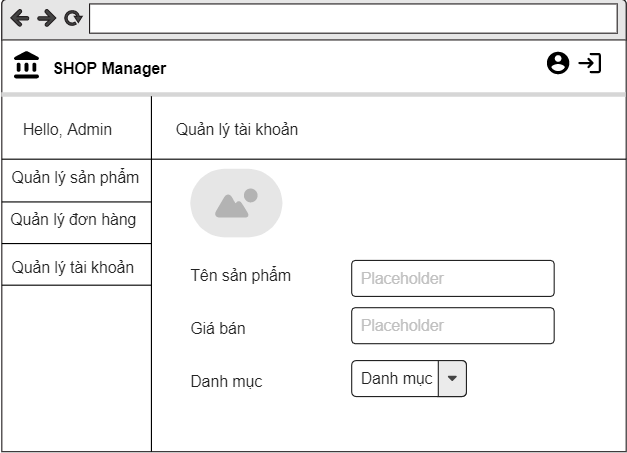 SHOP Manager
Hello, Admin
Quản lý tài khoản
Quản lý sản phẩm
Quản lý đơn hàng
Quản lý tài khoản
Tên sản phẩm
Placeholder
Giá bán
Placeholder
Danh mục
Danh mục